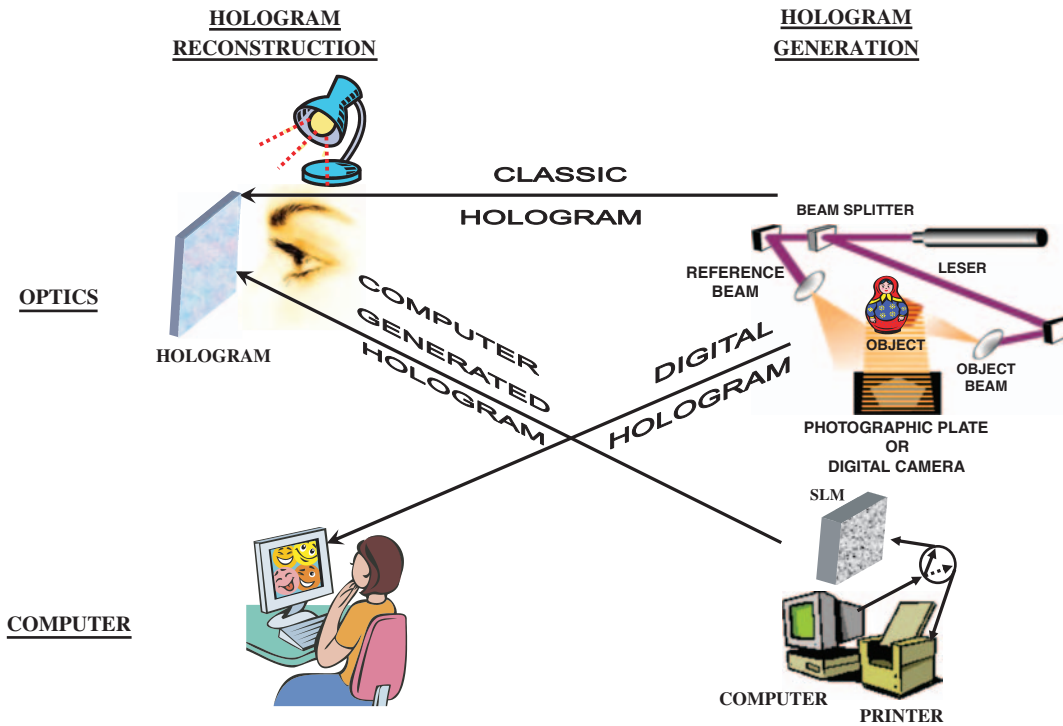 HOLOGRAM
RECONSTRUCTION
HOLOGRAM
GENERATION
CLASSIC
HOLOGRAM
BEAM SPLITTER
LESER
REFERENCE
BEAM
OPTICS
HOLOGRAM
COMPUTER
GENERATED
HOLOGRAM
DIGITAL
HOLOGRAM
OBJECT
OBJECT
BEAM
PHOTOGRAPHIC PLATE
OR
DIGITAL CAMERA
SLM
COMPUTER
COMPUTER
PRINTER